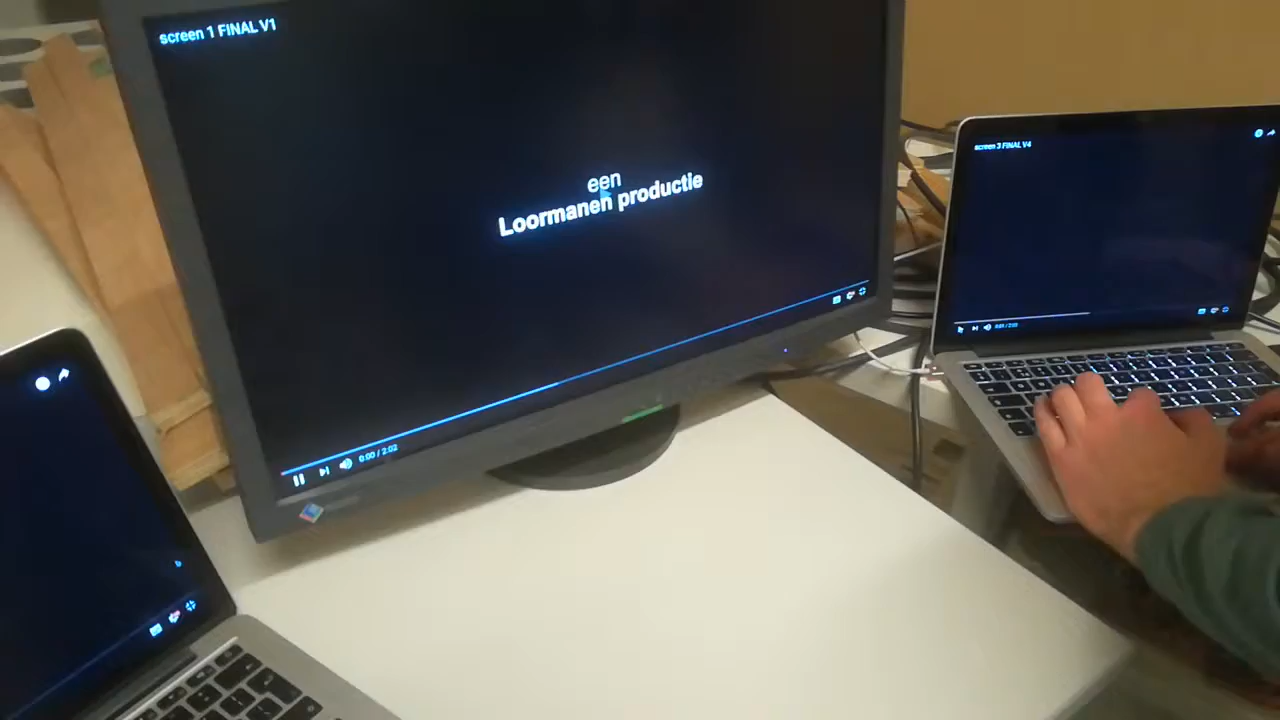 screen 1 FINAL V1
een
Loormanen productie
0:00 / 2:02
screen 3 FINAL V4